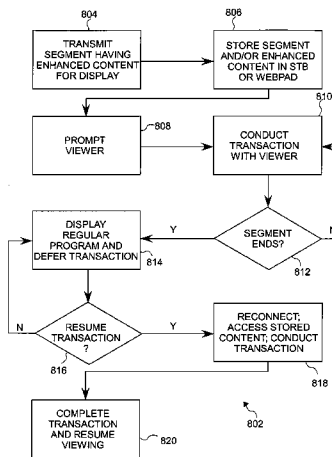 804
TRANSMIT
SEGMENT HAVING
ENHANCED CONTENT
FOR DISPLAY
806
STORE SEGMENT
AND/OR ENHANCED
CONTENT IN STB
OR WEBPAD
808
PROMPT
VIEWER
810
CONDUCT
TRANSACTION
WITH VIEWER
SEGMENT
ENDS?
N
Y
812
DISPLAY
REGULAR
PROGRAM AND
DEFER TRANSACTION
814
RESUME
TRANSACTION
?
N
Y
816
RECONNECT;
ACCESS STORED
CONTENT; CONDUCT
TRANSACTION
818
COMPLETE
TRANSACTION
AND RESUME
VIEWING
820
802